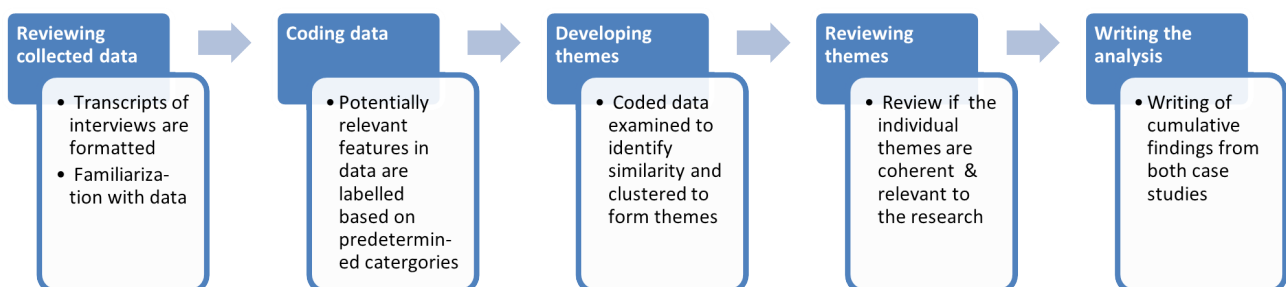 Reviewing
collected data
• Transcripts of
interviews are
formatted
• Familiariza-
tion with data
Coding data
• Potentially
relevant
features in
data are
labelled
based on
predetermin-
ed catergories
Developing
themes
• Coded data
examined to
identify
similarity and
clustered to
form themes
Reviewing
themes
• Review if the
individual
themes are
coherent &
relevant to
the research
Writing the
analysis
• Writing of
cumulative
findings from
both case
studies